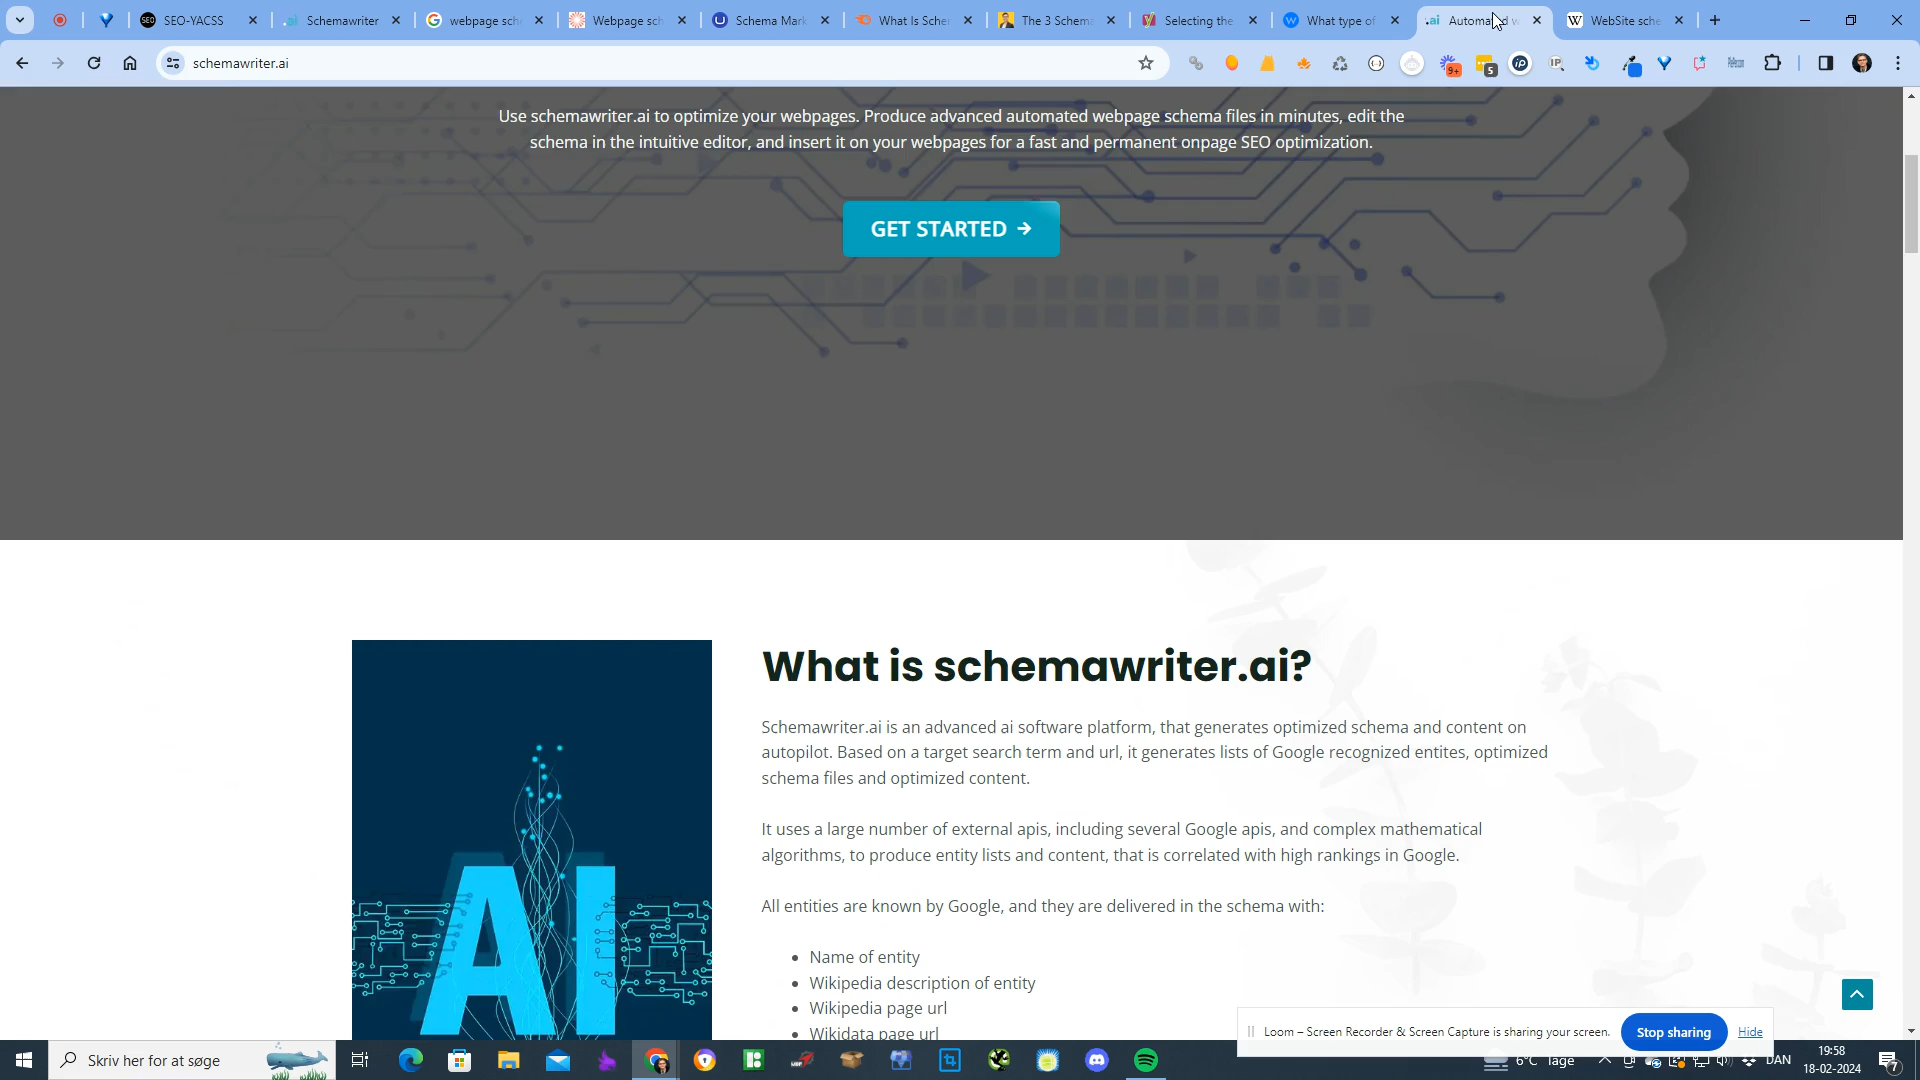 SEO-YACSS
Schemawriter
webpage sch
Webpage sch
Schema Mark
What Is Scher
The 3 Schema
Selecting the
What type of
Automated w
WebSite sche
schemawriter.ai
9+
5
Use schemawriter.ai to optimize your webpages. Produce advanced automated webpage schema files in minutes, edit the
schema in the intuitive editor, and insert it on your webpages for a fast and permanent onpage SEO optimization.
GET STARTED →
What is schemawriter.ai?
Schemawriter.ai is an advanced ai software platform, that generates optimized schema and content on
autopilot. Based on a target search term and url, it generates lists of Google recognized entites, optimized
schema files and optimized content.
It uses a large number of external apis, including several Google apis, and complex mathematical
algorithms, to produce entity lists and content, that is correlated with high rankings in Google.
All entities are known by Google, and they are delivered in the schema with:
• Name of entity
• Wikipedia description of entity
• Wikipedia page url
• Wikidata page url
AI
Loom – Screen Recorder & Screen Capture is sharing your screen.
Stop sharing
Hide
Skriv her for at søge
6°C Tåge
DAN
19:58
18-02-2024
7